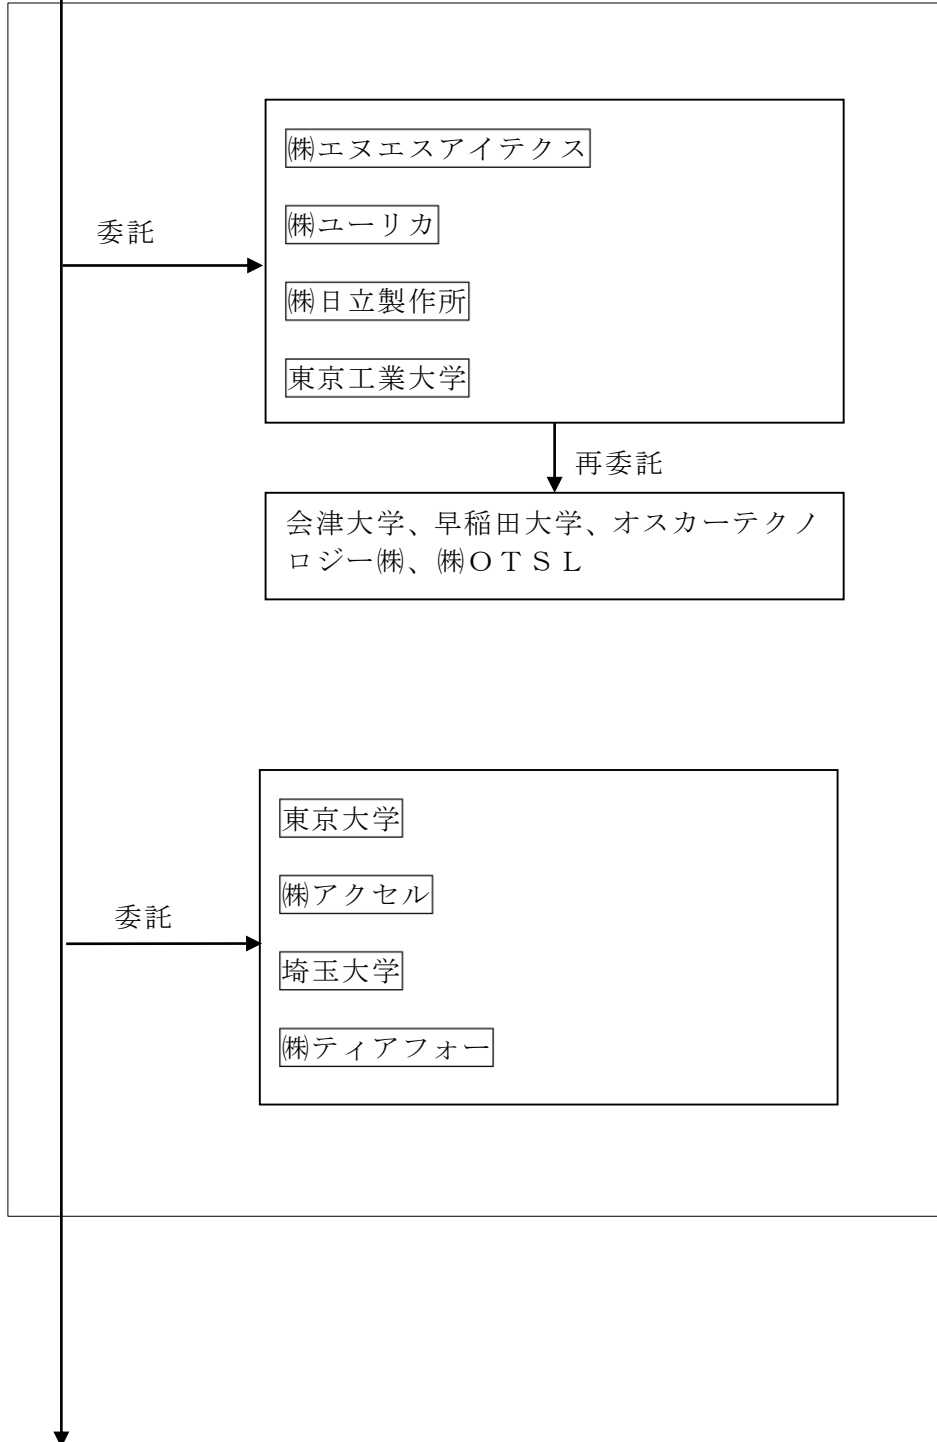 ㈱エヌエスアイテクス
㈱ユーリカ
委託
㈱日立製作所
東京工業大学
再委託
会津大学、早稲田大学、オスカーテクノ
ロジー㈱、㈱ＯＴＳＬ
東京大学
㈱アクセル
委託
埼玉大学
㈱ティアフォー